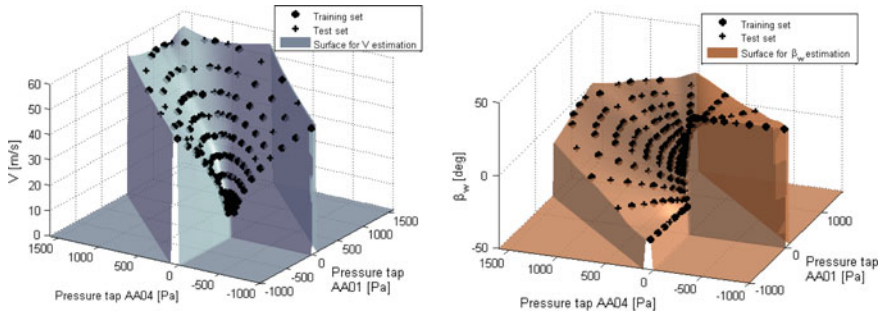 Training set
Test set
Surface for V estimation
60
50
40
30
20
10
0
V [m/s]
1500
1000
500
0
-500
-1000
Pressure tap AA04 [Pa]
1500
1000
500
0
-500
-1000
Pressure tap
AA01 [Pa]
Training set
Test set
Surface for βw estimation
50
0
-50
βw [deg]
1500
1000
500
0
-500
-1000
Pressure tap AA04 [Pa]
1000
0
-1000
Pressure tap
AA01 [Pa]